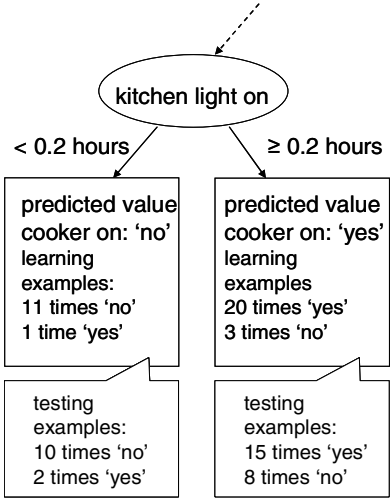 kitchen light on
< 0.2 hours
≥ 0.2 hours
predicted value
cooker on: ‘no’
learning
examples:
11 times ‘no’
1 time ‘yes’
predicted value
cooker on: ‘yes’
learning
examples
20 times ‘yes’
3 times ‘no’
testing
examples:
10 times ‘no’
2 times ‘yes’
testing
examples:
15 times ‘yes’
8 times ‘no’